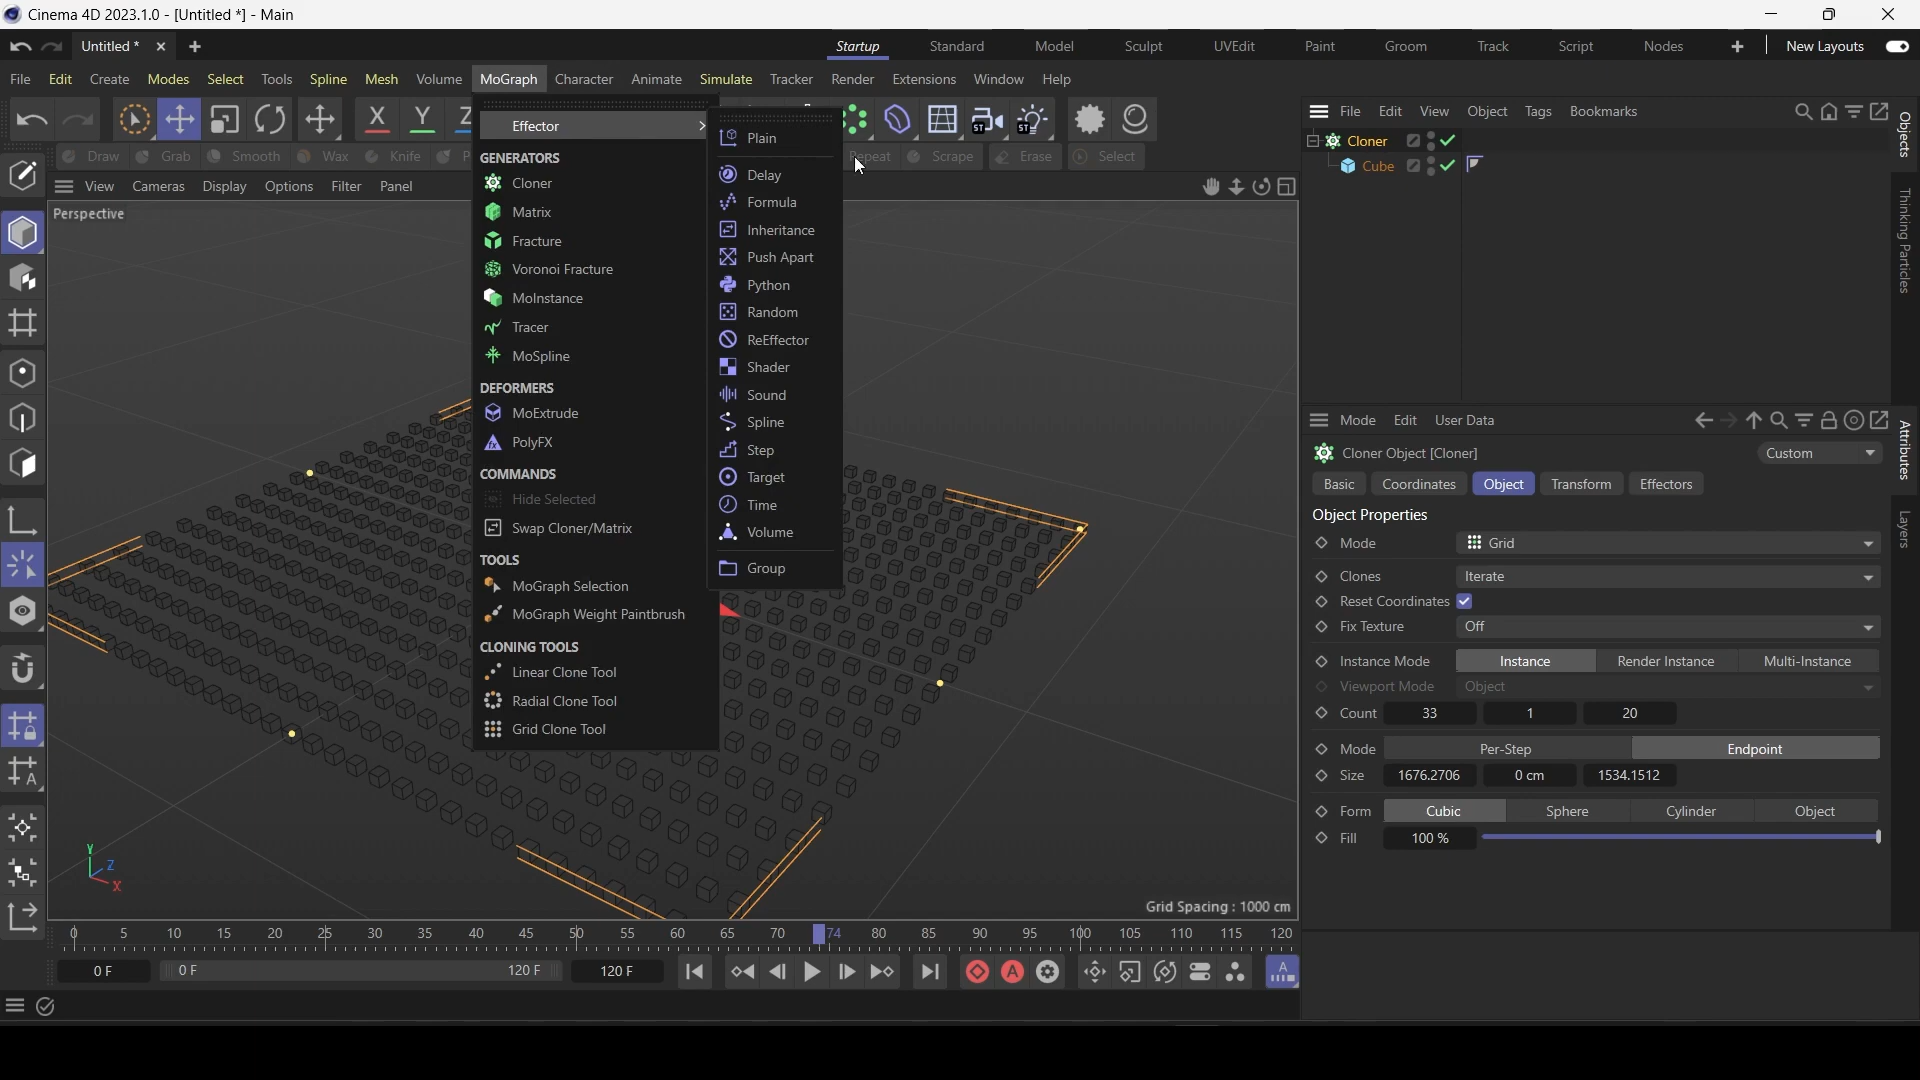 Cinema 4D 2023.1.0 - [Untitled *] - Main
Untitled *
Startup Standard Model Sculpt UVEdit Paint Groom Track Script Nodes New Layouts
File Edit Create Modes Select Tools Spline Mesh Volume MoGraph Character Animate Simulate Tracker Render Extensions Window Help
X Y Z ST ST
File Edit View Object Tags Bookmarks
Draw Grab Smooth Wax Knife P Repeat Scrape Erase Select
View Cameras Display Options Filter Panel
Perspective
Effector
GENERATORS
Cloner
Matrix
Fracture
Voronoi Fracture
MoInstance
Tracer
MoSpline
DEFORMERS
MoExtrude
PolyFX
COMMANDS
Hide Selected
Swap Cloner/Matrix
TOOLS
MoGraph Selection
MoGraph Weight Paintbrush
CLONING TOOLS
Linear Clone Tool
Radial Clone Tool
Grid Clone Tool
Plain
Delay
Formula
Inheritance
Push Apart
Python
Random
ReEffector
Shader
Sound
Spline
Step
Target
Time
Volume
Group
Cloner
Cube
Objects
Thinking Particles
Attributes
Layers
Mode Edit User Data
Cloner Object [Cloner]
Custom
Basic Coordinates Object Transform Effectors
Object Properties
Mode Grid
Clones Iterate
Reset Coordinates
Fix Texture Off
Instance Mode Instance Render Instance Multi-Instance
Viewport Mode Object
Count 33 1 20
Mode Per-Step Endpoint
Size 1676.2706 0 cm 1534.1512
Form Cubic Sphere Cylinder Object
Fill 100 %
Y Z X
Grid Spacing : 1000 cm
0 5 10 15 20 25 30 35 40 45 50 55 60 65 70 74 80 85 90 95 100 105 110 115 120
0 F 0 F 120 F 120 F
A A